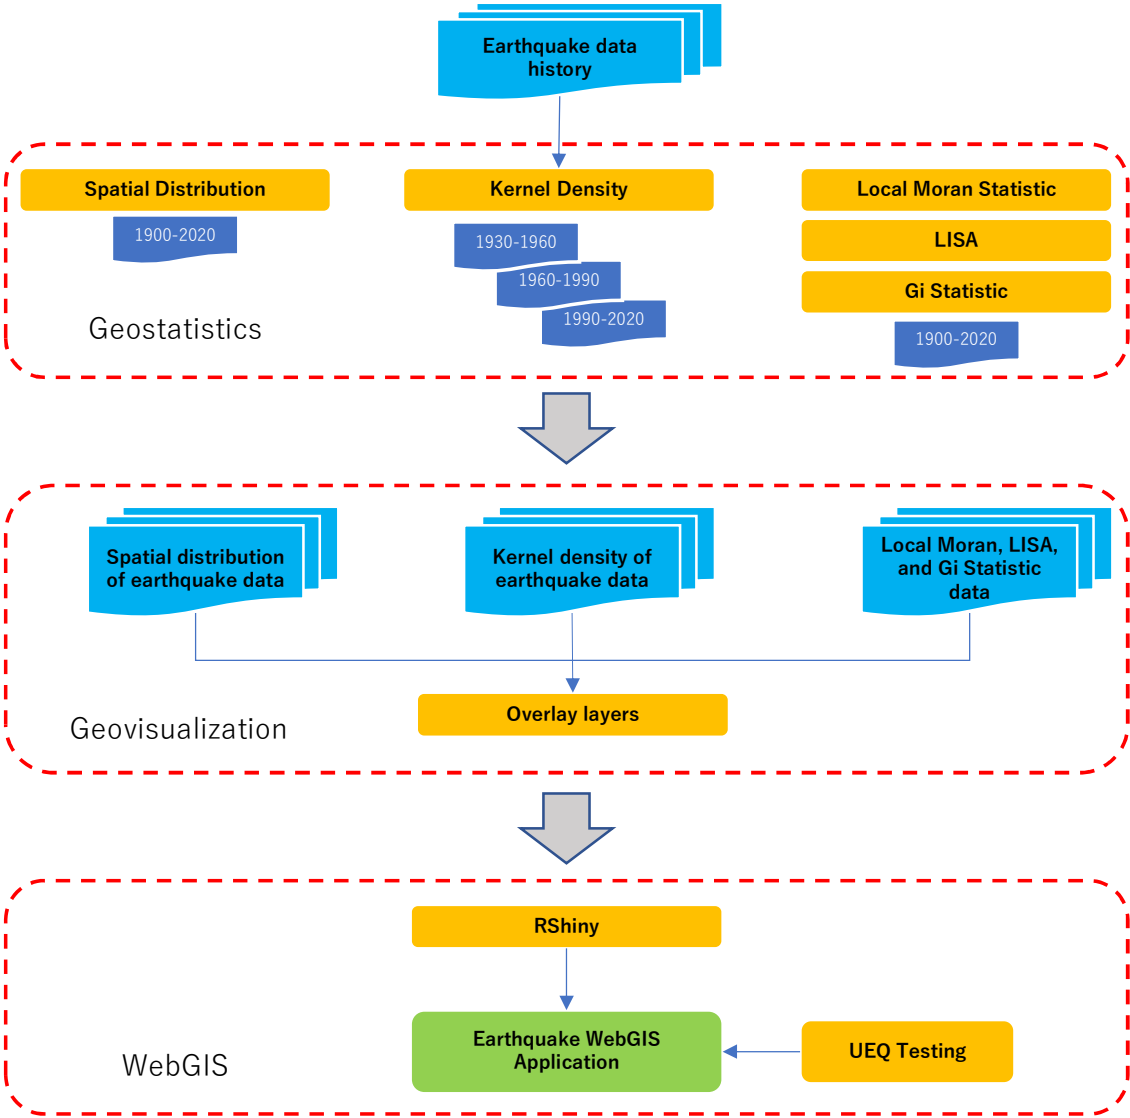 Earthquake data
history
Spatial Distribution
1900-2020
Kernel Density
1930-1960
1960-1990
1990-2020
Local Moran Statistic
LISA
Gi Statistic
1900-2020
Geostatistics
Spatial distribution
of earthquake data
Kernel density of
earthquake data
Local Moran, LISA,
and Gi Statistic
data
Overlay layers
Geovisualization
RShiny
Earthquake WebGIS
Application
UEQ Testing
WebGIS